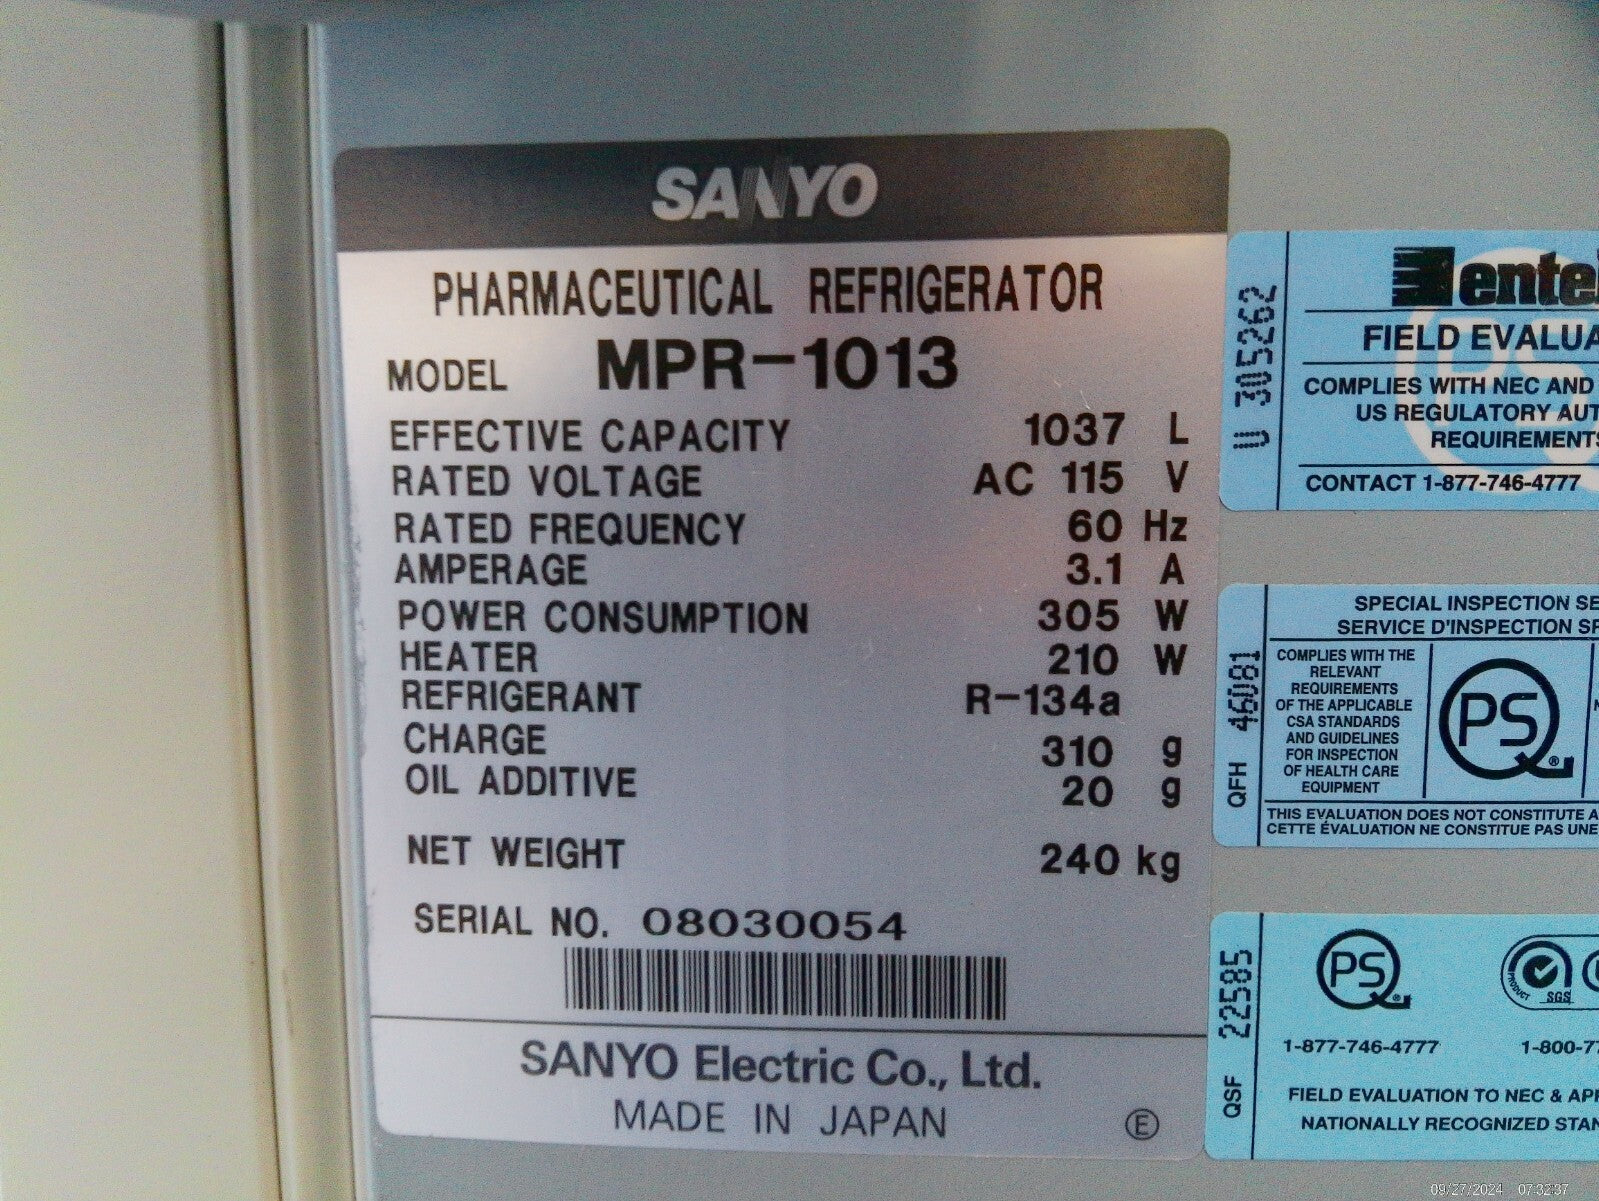 SANYO
PHARMACEUTICAL REFRIGERATOR
MODEL MPR-1013
EFFECTIVE CAPACITY 1037 L
RATED VOLTAGE AC 115 V
RATED FREQUENCY 60 Hz
AMPERAGE 3.1 A
POWER CONSUMPTION 305 W
HEATER 210 W
REFRIGERANT R-134a
CHARGE 310 g
OIL ADDITIVE 20 g
NET WEIGHT 240 kg
SERIAL NO. 08030054
SANYO Electric Co., Ltd.
MADE IN JAPAN
E
U 305262
FIELD
COMPLIES WITH NEC AND
US REGULATORY
REQUIREMENTS
CONTACT 1-877-746-4777
QFH 46081
SPECIAL INSPECTION
SERVICE D'INSPECTION
COMPLIES WITH THE
RELEVANT
REQUIREMENTS
OF THE APPLICABLE
CSA STANDARDS
AND GUIDELINES
FOR INSPECTION
OF HEALTH CARE
EQUIPMENT
PS
®
THIS EVALUATION DOES NOT CONSTITUTE A
CETTE ÉVALUATION NE CONSTITUE PAS UNE
QSF 22585
PS
®
PRODUCT
SGS
1-877-746-4777
1-800-7
FIELD EVALUATION TO NEC &
NATIONALLY RECOGNIZED
09/27/2024 07:32:37